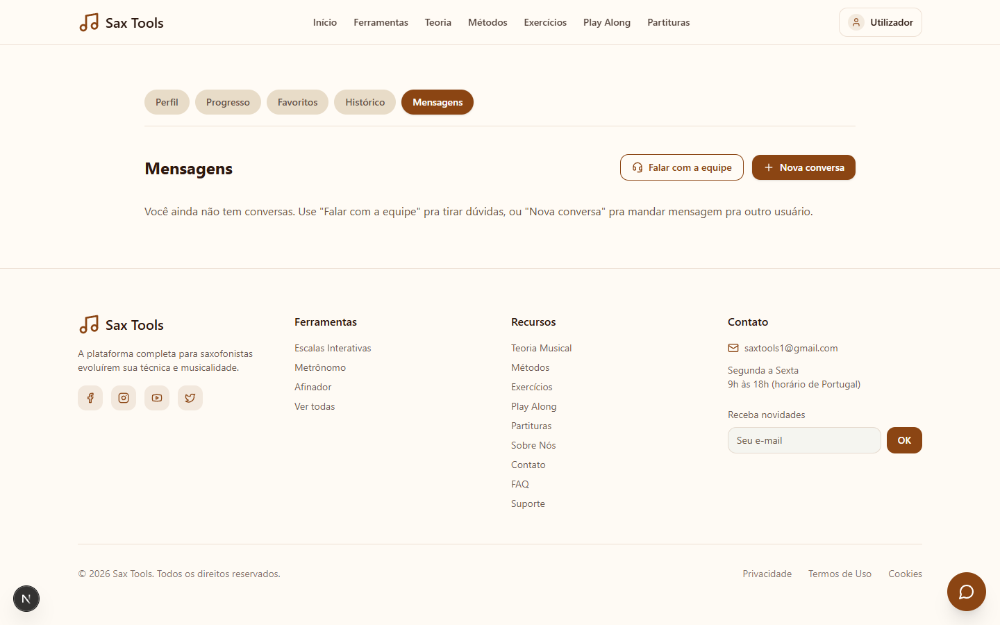 Sax Tools
Início
Ferramentas
Teoria
Métodos
Exercícios
Play Along
Partituras
Utilizador
Perfil
Progresso
Favoritos
Histórico
Mensagens
Mensagens
Falar com a equipe
Nova conversa
Você ainda não tem conversas. Use "Falar com a equipe" pra tirar dúvidas, ou "Nova conversa" pra mandar mensagem pra outro usuário.
Sax Tools
A plataforma completa para saxofonistas
evoluírem sua técnica e musicalidade.
Ferramentas
Escalas Interativas
Metrônomo
Afinador
Ver todas
Recursos
Teoria Musical
Métodos
Exercícios
Play Along
Partituras
Sobre Nós
Contato
FAQ
Suporte
Contato
saxtools1@gmail.com
Segunda a Sexta
9h às 18h (horário de Portugal)
Receba novidades
Seu e-mail
OK
© 2026 Sax Tools. Todos os direitos reservados.
Privacidade
Termos de Uso
Cookies
N